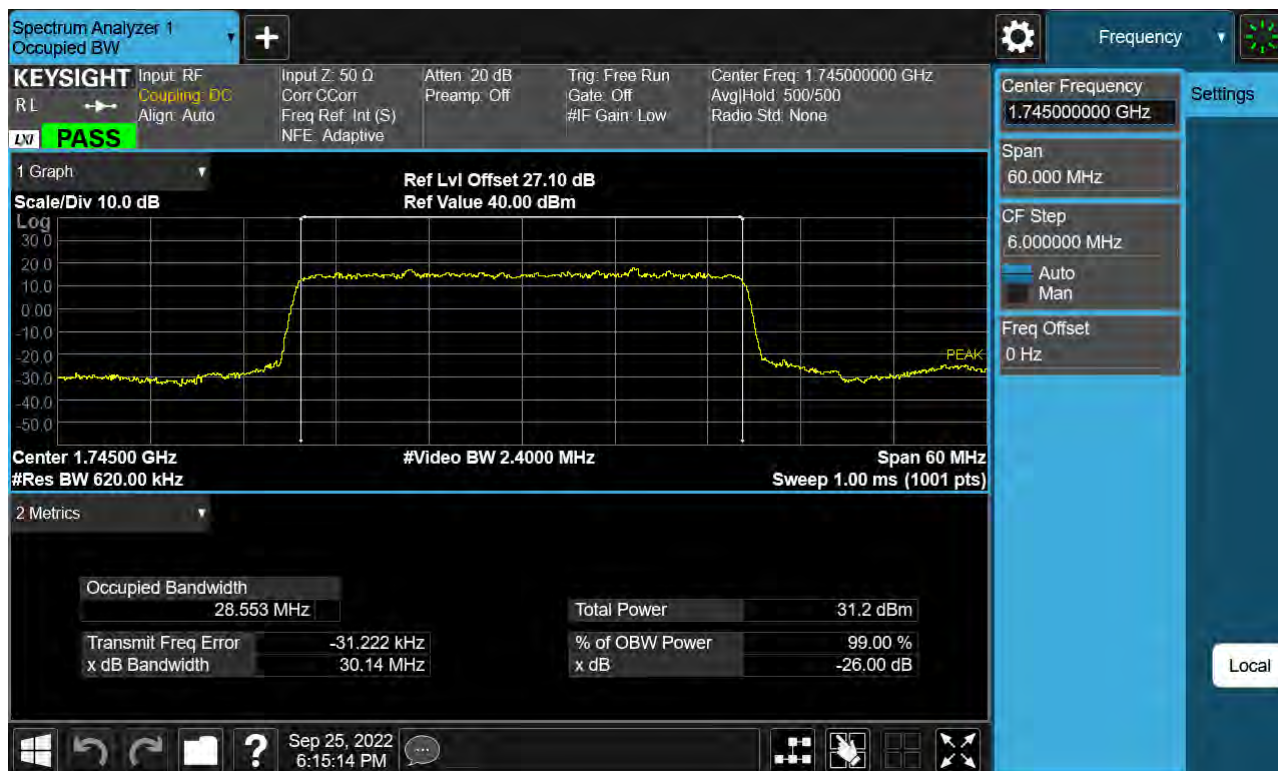 Spectrum Analyzer 1
Occupied BW
+
Frequency
KEYSIGHT Input: RF Input Z: 50 Ω Atten: 20 dB Trig: Free Run Center Freq: 1.745000000 GHz
R L Coupling: DC Corr CCorr Preamp: Off Gate: Off Avg|Hold: 500/500
Align: Auto Freq Ref: Int (S) #IF Gain: Low Radio Std: None
LXI PASS NFE: Adaptive
Center Frequency
1.745000000 GHz
Settings
Span
60.000 MHz
CF Step
6.000000 MHz
Auto
Man
Freq Offset
0 Hz
Local
1 Graph
Ref Lvl Offset 27.10 dB
Scale/Div 10.0 dB Ref Value 40.00 dBm
Log
30.0
20.0
10.0
0.00
-10.0
-20.0
PEAK
-30.0
-40.0
-50.0
Center 1.74500 GHz #Video BW 2.4000 MHz Span 60 MHz
#Res BW 620.00 kHz Sweep 1.00 ms (1001 pts)
2 Metrics
Occupied Bandwidth
28.553 MHz Total Power 31.2 dBm
Transmit Freq Error -31.222 kHz % of OBW Power 99.00 %
x dB Bandwidth 30.14 MHz x dB -26.00 dB
? Sep 25, 2022
6:15:14 PM